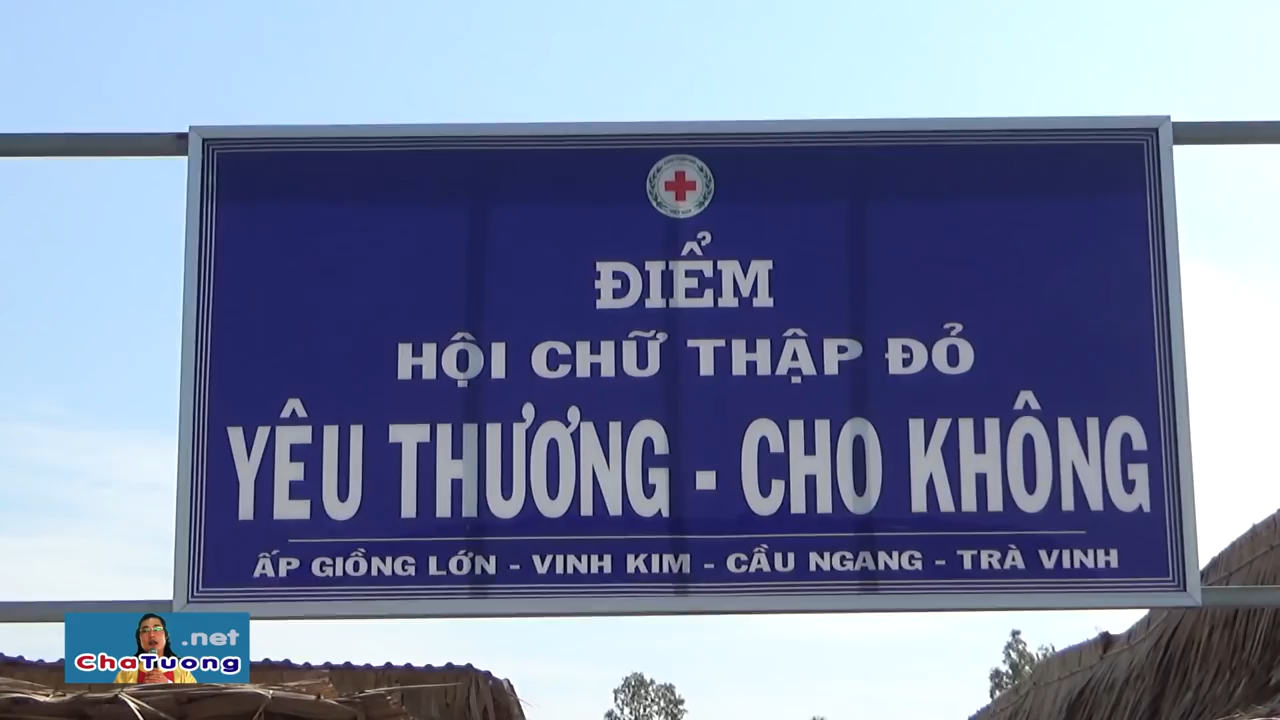 ĐIỂM
HỘI CHỮ THẬP ĐỎ
YÊU THƯƠNG - CHO KHÔNG
ẤP GIỒNG LỚN - VINH KIM - CẦU NGANG - TRÀ VINH
.net
ChaTuong